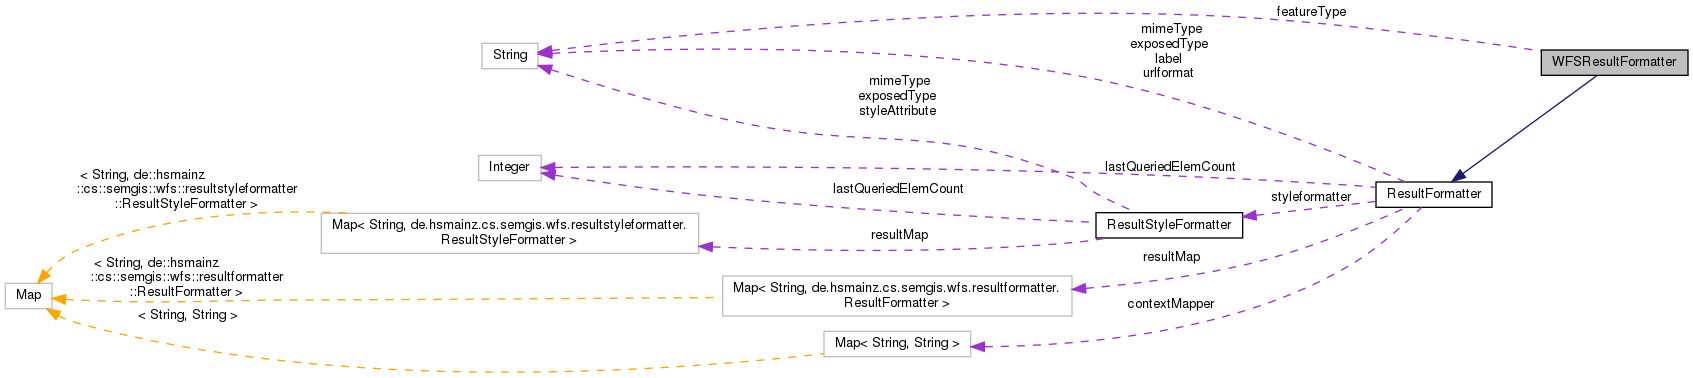 featureType
mimeType
exposedType
label
urlformat
String
WFSResultFormatter
mimeType
exposedType
styleAttribute
Integer
lastQueriedElemCount
lastQueriedElemCount
styleformatter
ResultFormatter
< String, de::hsmainz
::cs::semgis::wfs::resultstyleformatter
::ResultStyleFormatter >
Map< String, de.hsmainz.cs.semgis.wfs.resultstyleformatter.
ResultStyleFormatter >
resultMap
ResultStyleFormatter
resultMap
< String, de::hsmainz
::cs::semgis::wfs::resultformatter
::ResultFormatter >
Map
Map< String, de.hsmainz.cs.semgis.wfs.resultformatter.
ResultFormatter >
contextMapper
< String, String >
Map< String, String >